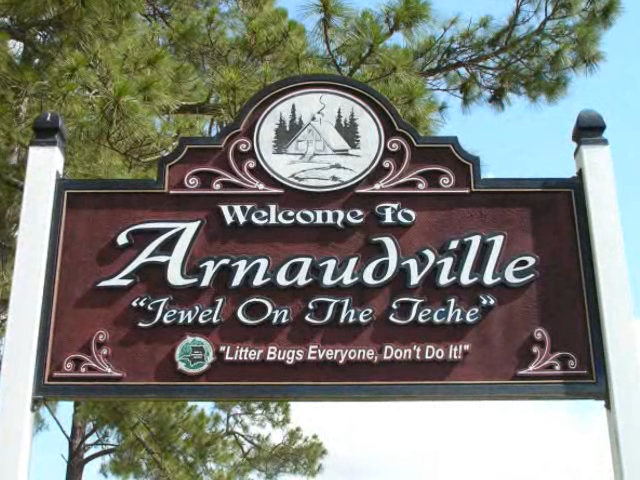 Welcome To
Arnaudville
"Jewel On The Teche"
"Litter Bugs Everyone, Don't Do It!"